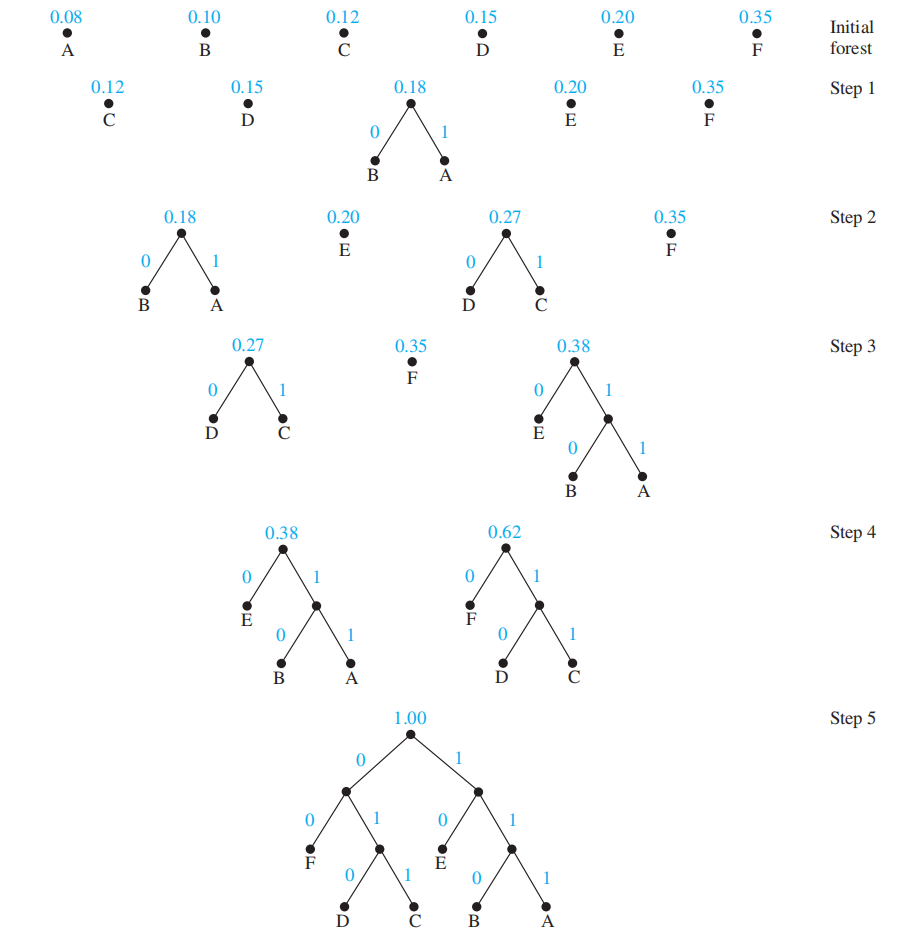 0.08 0.10 0.12 0.15 0.20 0.35 Initial
A B C D E F forest
0.12 0.15 0.18 0.20 0.35 Step 1
C D E F
0 1
B A
0.18 0.20 0.27 0.35 Step 2
E F
0 1 0 1
B A D C
0.27 0.35 0.38 Step 3
F
0 1 0 1
D C E
0 1
B A
0.38 0.62 Step 4
0 1 0 1
E F
0 1 0 1
B A D C
1.00 Step 5
0 1
0 1 0 1
F E
0 1 0 1
D C B A